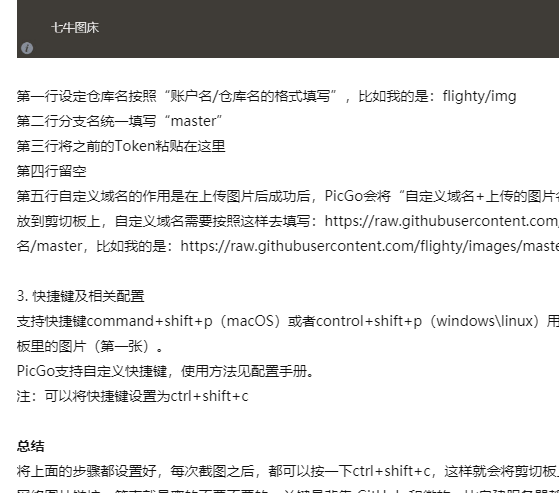 七牛图床
第一行设定仓库名按照“账户名/仓库名的格式填写”，比如我的是：flighty/img
第二行分支名统一填写“master”
第三行将之前的Token粘贴在这里
第四行留空
第五行自定义域名的作用是在上传图片后成功后，PicGo会将“自定义域名+上传的图片名
放到剪切板上，自定义域名需要按照这样去填写：https://raw.githubusercontent.com/
名/master，比如我的是：https://raw.githubusercontent.com/flighty/images/maste
3. 快捷键及相关配置
支持快捷键command+shift+p（macOS）或者control+shift+p（windows\linux）用
板里的图片（第一张）。
PicGo支持自定义快捷键，使用方法见配置手册。
注：可以将快捷键设置为ctrl+shift+c
总结
将上面的步骤都设置好，每次截图之后，都可以按一下ctrl+shift+c，这样就会将剪切板上